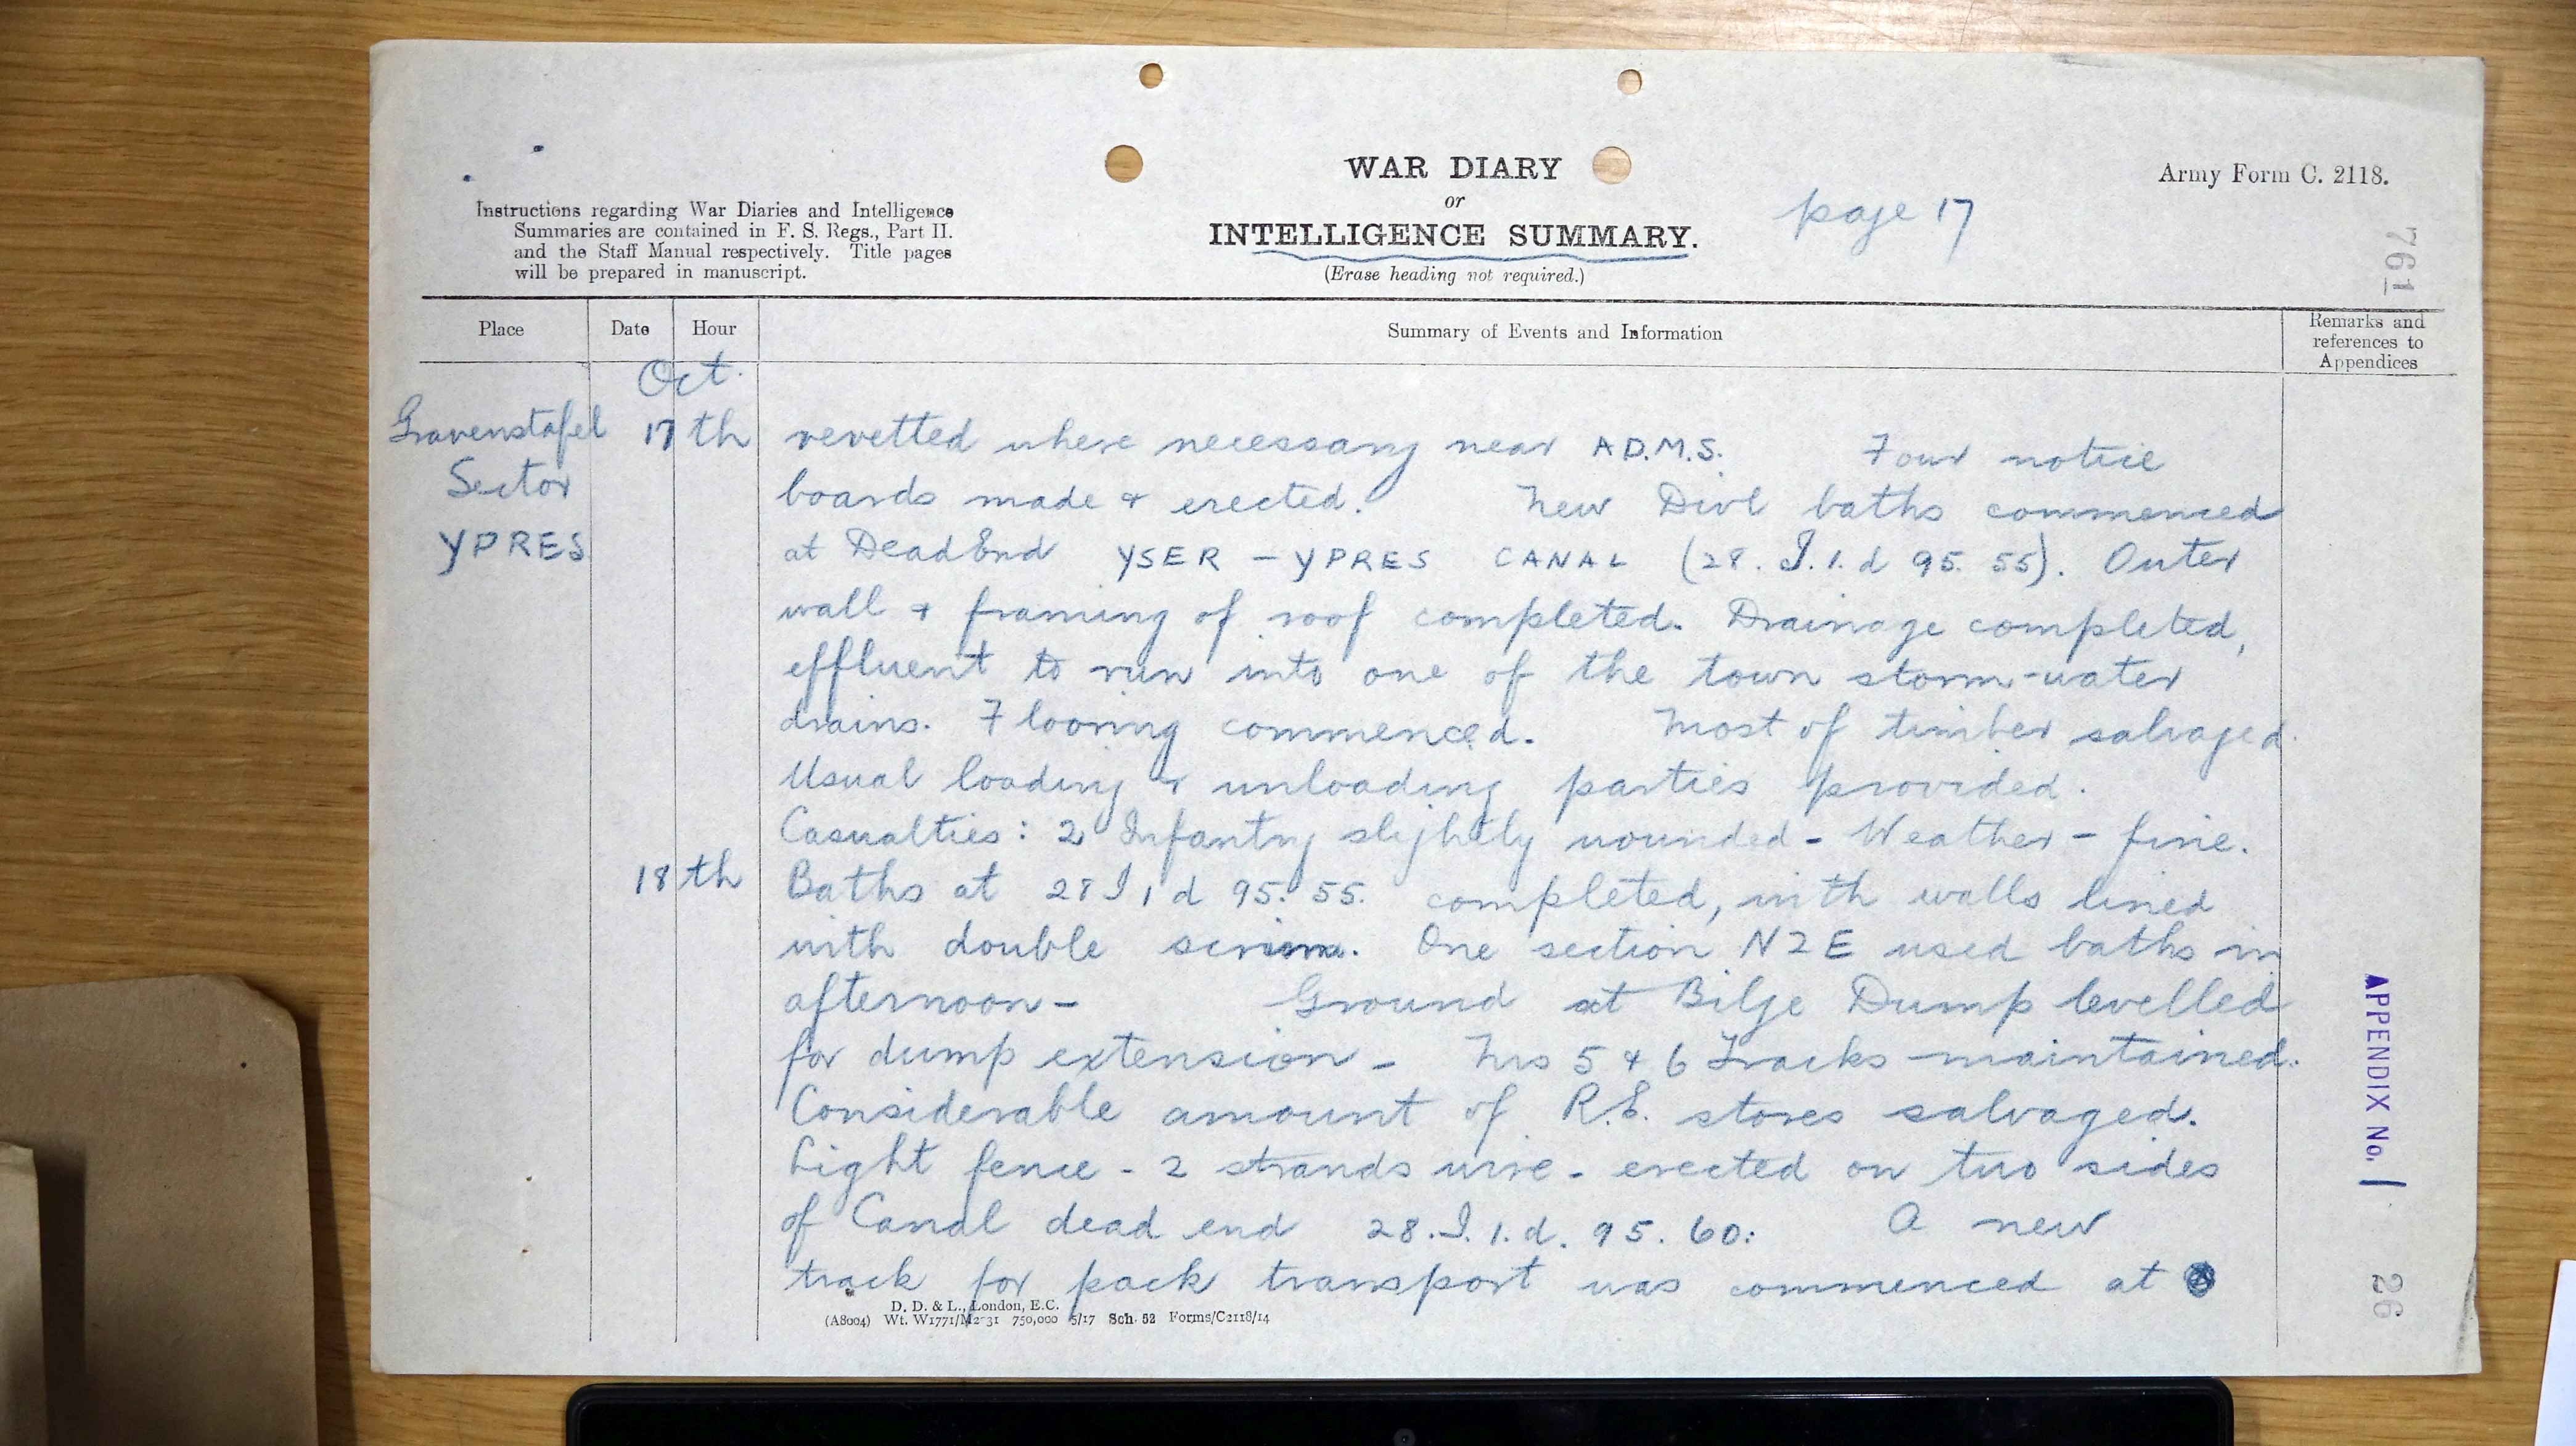 WAR DIARY
or
INTELLIGENCE SUMMARY.
(Erase heading not required.)
page 17
Army Form C. 2118.
761
Instructions regarding War Diaries and Intelligence
Summaries are contained in F. S. Regs., Part II.
and the Staff Manual respectively. Title pages
will be prepared in manuscript.
Place
Date
Hour
Summary of Events and Information
Remarks and
references to
Appendices
Oct.
Gravenstafel
Sector
YPRES
17 th
revetted where necessary near A.D.M.S. Four notice
boards made & erected. New Divl baths commenced
at Dead End YSER - YPRES CANAL (28. I. 1. d 95. 55). Outer
wall & framing of roof completed. Drainage completed,
effluent to run into one of the town storm-water
drains. Flooring commenced. Most of timber salvaged.
Usual loading & unloading parties provided.
Casualties: 2 Infantry slightly wounded - Weather - fine.
18 th
Baths at 28 I 1 d 95. 55. completed, with walls lined
with double scrim. One section NZE used baths in
afternoon - Ground at Bilge Dump levelled
for dump extension - Nos 5 & 6 Tracks maintained.
Considerable amount of R.E. stores salvaged.
Light fence - 2 strands wire - erected on two sides
of Canal dead end 28. I. 1. d. 95. 60: A new
track for pack transport was commenced at
D. D. & L., London, E.C.
(A8004) Wt. W1771/M2-31 750,000 5/17 Sch. 52 Forms/C2118/14
APPENDIX No. 1
26